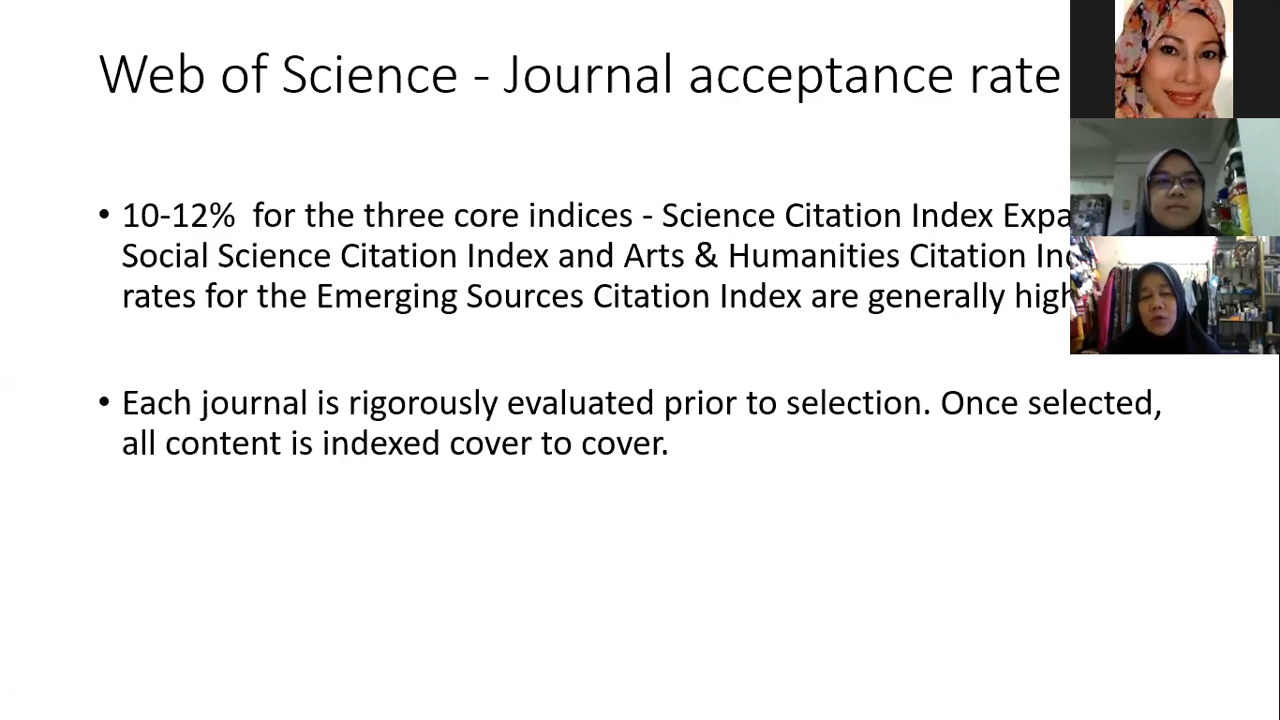 Web of Science - Journal acceptance rate
• 10-12% for the three core indices - Science Citation Index
Social Science Citation Index and Arts & Humanities Citation
rates for the Emerging Sources Citation Index are generally
• Each journal is rigorously evaluated prior to selection. Once selected,
all content is indexed cover to cover.